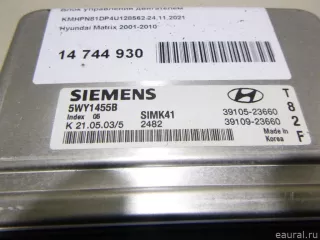 Блок управления двигателем
KMHPN81DP4U120562 24.11.2021
Hyundai Matrix 2001-2010
14 744 930
SIEMENS
5WY1455B
Index 06 SIMK41
K 21.05.03/5 2482
39105-23660
39109-23660
Made in Korea
T
8
2
F
© eaural.ru